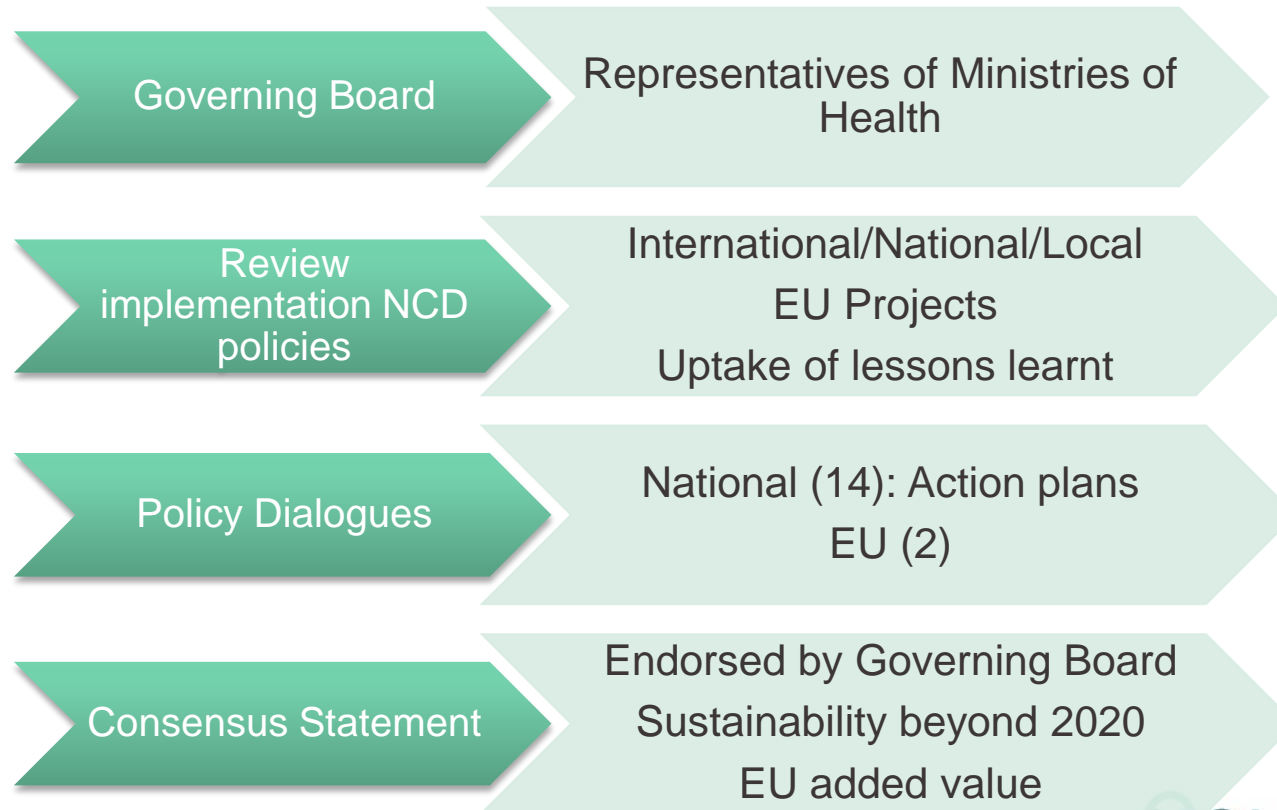 Governing Board
Representatives of Ministries of
Health
Review
implementation NCD
policies
International/National/Local
EU Projects
Uptake of lessons learnt
Policy Dialogues
National (14): Action plans
EU (2)
Consensus Statement
Endorsed by Governing Board
Sustainability beyond 2020
EU added value